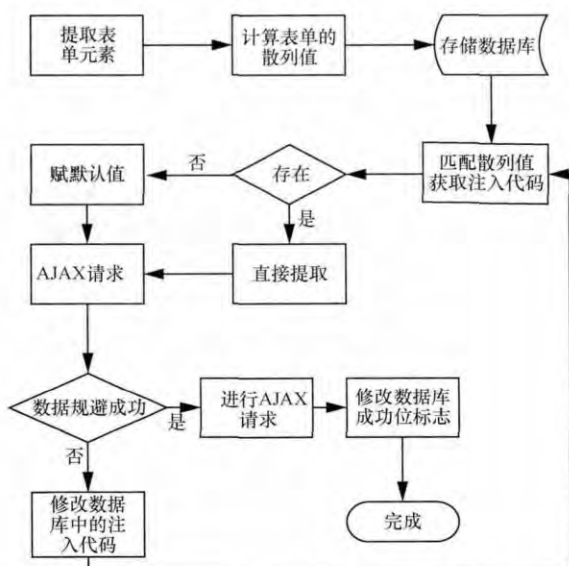 提取表
单元素
计算表单的
散列值
存储数据库
匹配散列值
获取注入代码
存在
否
赋默认值
是
直接提取
AJAX请求
数据规避成功
是
进行AJAX
请求
修改数据库
成功位标志
否
修改数据
库中的注
入代码
完成